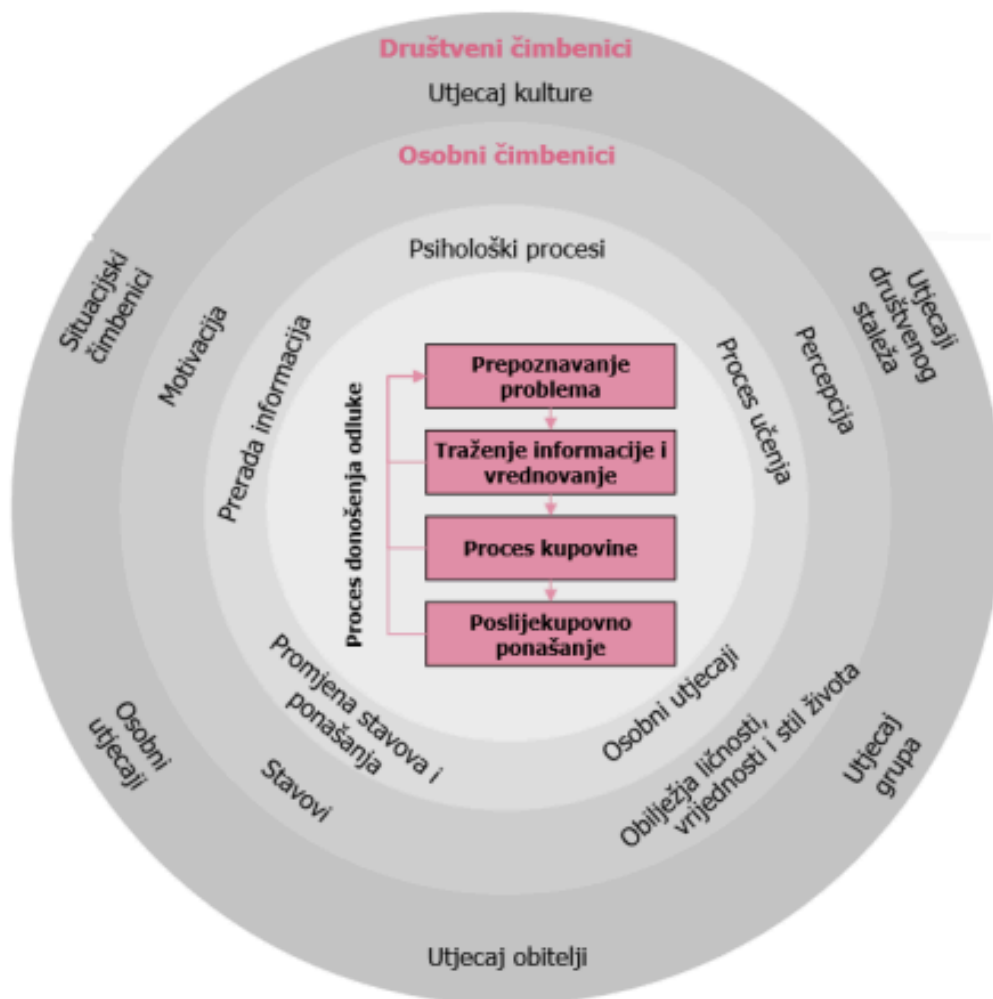 Društveni čimbenici
Utjecaj kulture
Osobni čimbenici
Psihološki procesi
Situacijski
čimbenici
Motivacija
Prerada informacija
Proces donošenja odluke
Prepoznavanje
problema
Traženje informacije i
vrednovanje
Proces kupovine
Poslijekupovno
ponašanje
Proces učenja
Percepcija
Utjecaji
društvenog
staleža
Osobni
utjecaji
Stavovi
Promjena stavova i
ponašanja
Osobni utjecaji
Obilježja ličnosti,
vrijednosti i stil života
Utjecaj
grupa
Utjecaj obitelji